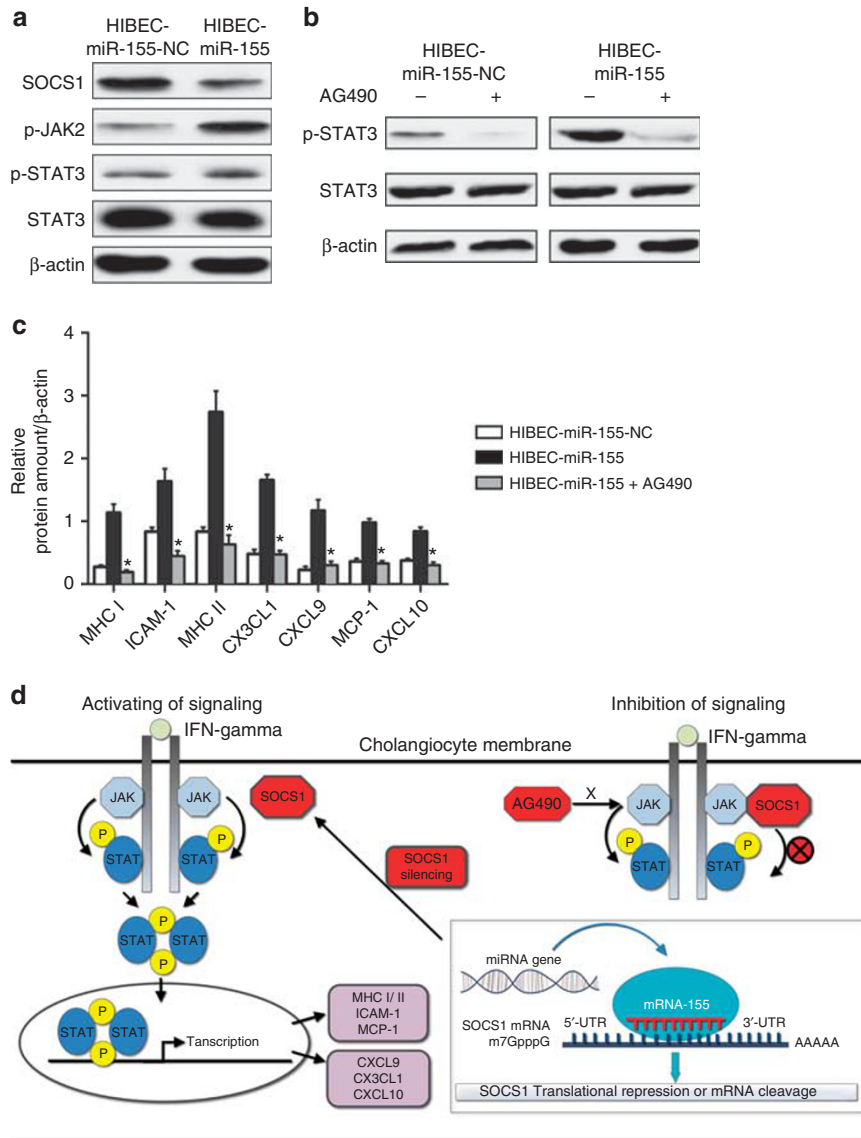 a
HIBEC-
miR-155-NC
HIBEC-
miR-155
SOCS1
p-JAK2
p-STAT3
STAT3
β-actin
b
HIBEC-
miR-155-NC
HIBEC-
miR-155
AG490 – + – +
p-STAT3
STAT3
β-actin
c
Relative
protein amount/β-actin
4
3
2
1
0
* * * * * * *
MHC I
ICAM-1
MHC II
CX3CL1
CXCL9
MCP-1
CXCL10
HIBEC-miR-155-NC
HIBEC-miR-155
HIBEC-miR-155 + AG490
d
Activating of signaling
IFN-gamma
Cholangiocyte membrane
Inhibition of signaling
IFN-gamma
JAK JAK SOCS1
P P
STAT STAT
P
STAT STAT
P
P
STAT STAT
P
Transcription
MHC I/ II
ICAM-1
MCP-1
CXCL9
CX3CL1
CXCL10
SOCS1
silencing
AG490 X JAK JAK SOCS1
P P
STAT STAT
miRNA gene
mRNA-155
SOCS1 mRNA 5′-UTR 3′-UTR
m7GpppG AAAAA
SOCS1 Translational repression or mRNA cleavage